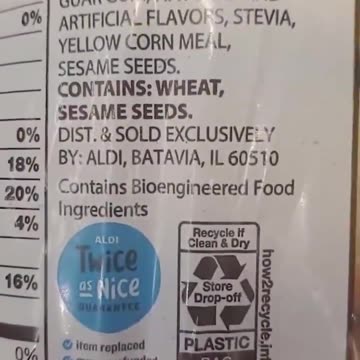 0% ARTIFICIAL FLAVORS, STEVIA,
YELLOW CORN MEAL,
SESAME SEEDS.
CONTAINS: WHEAT,
SESAME SEEDS.
0% DIST. & SOLD EXCLUSIVELY
18% BY: ALDI, BATAVIA, IL 60510
20% Contains Bioengineered Food
4% Ingredients
16%
0%
ALDI
Twice
as Nice
GUARANTEE
item replaced
Recycle If
Clean & Dry
Store
Drop-off
PLASTIC
BAG
how2recycle.info